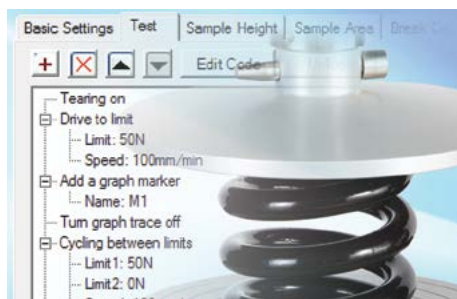 Basic Settings Test Sample Height Sample Area Break
Edit Code
Tearing on
Drive to limit
Limit: 50N
Speed: 100mm/min
Add a graph marker
Name: M1
Turn graph trace off
Cycling between limits
Limit1: 50N
Limit2: 0N